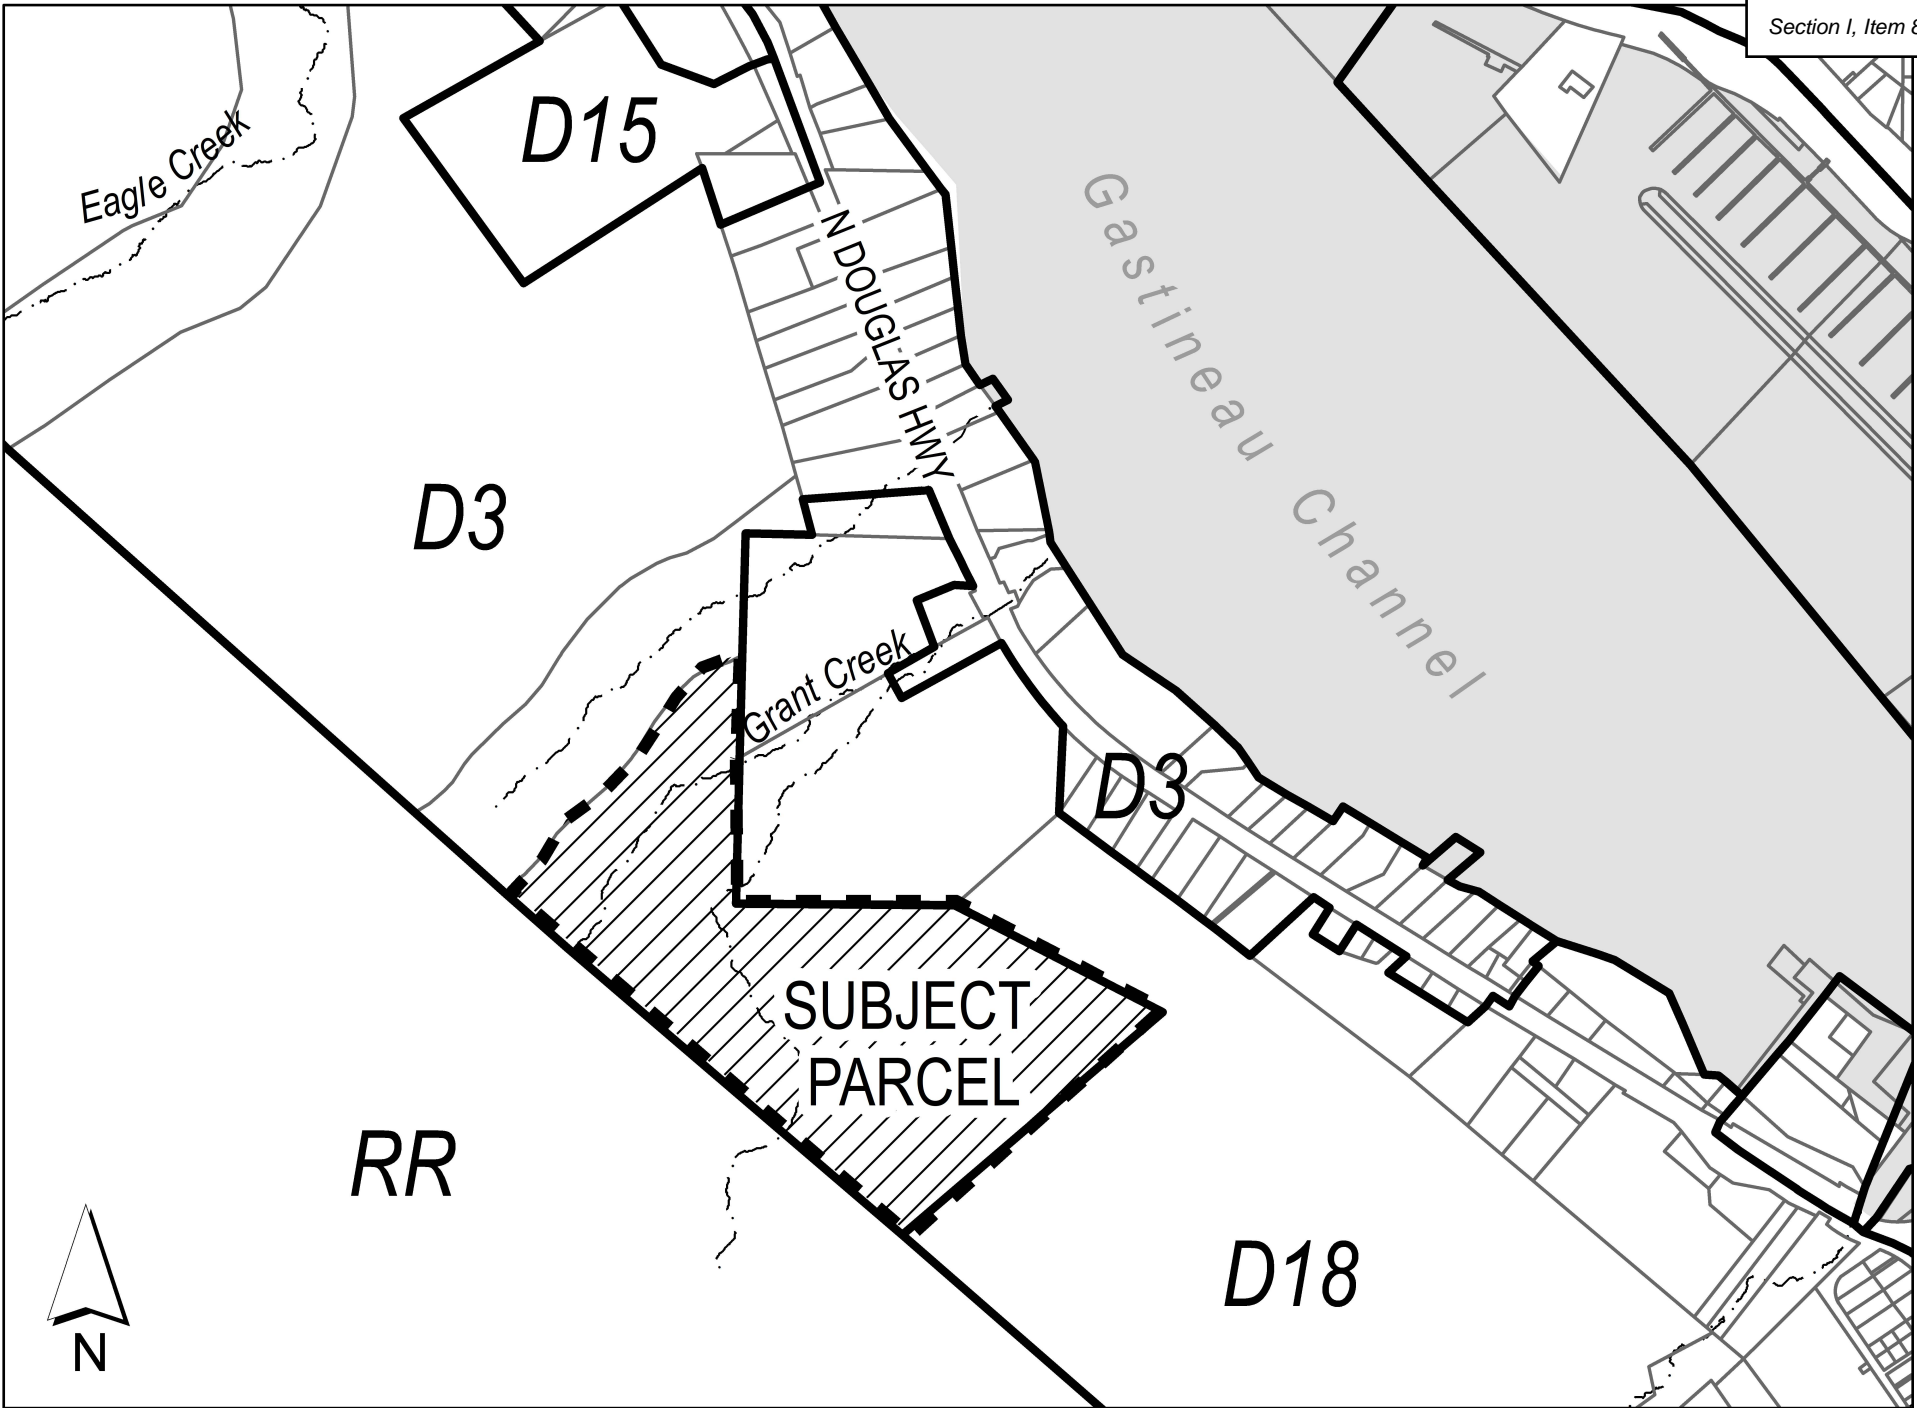 Section I, Item 8
D15
Eagle Creek
N DOUGLAS HWY
Gastineau Channel
D3
Grant Creek
D3
SUBJECT
PARCEL
RR
D18
N